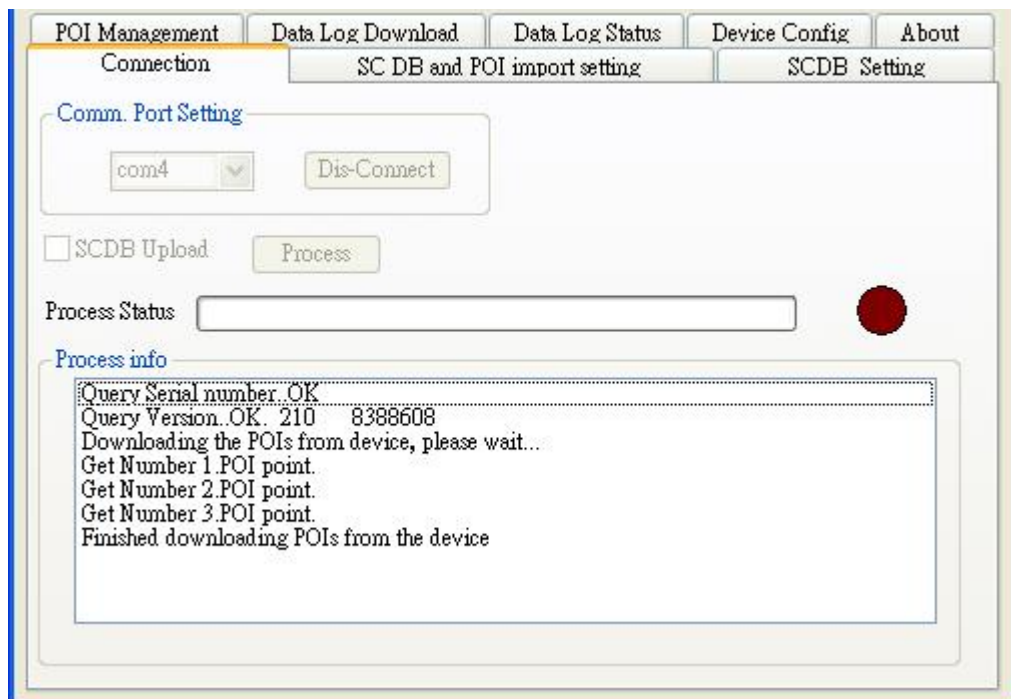 POI Management Data Log Download Data Log Status Device Config About
Connection SC DB and POI import setting SCDB Setting
Comm. Port Setting
com4 Dis-Connect
SCDB Upload Process
Process Status
Process info
Query Serial number..OK
Query Version..OK. 210 8388608
Downloading the POIs from device, please wait...
Get Number 1.POI point.
Get Number 2.POI point.
Get Number 3.POI point.
Finished downloading POIs from the device